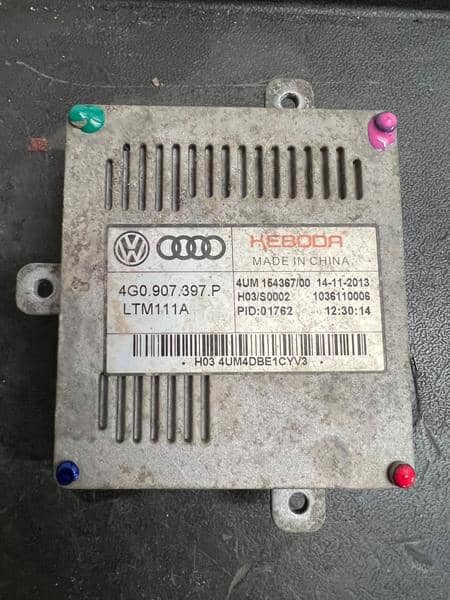 KEBODA
MADE IN CHINA
4G0.907.397.P
LTM111A
4UM 154367/00 14-11-2013
H03/S0002 1036110006
PID:01762 12:30:14
H03 4UM4DBE1CYV3